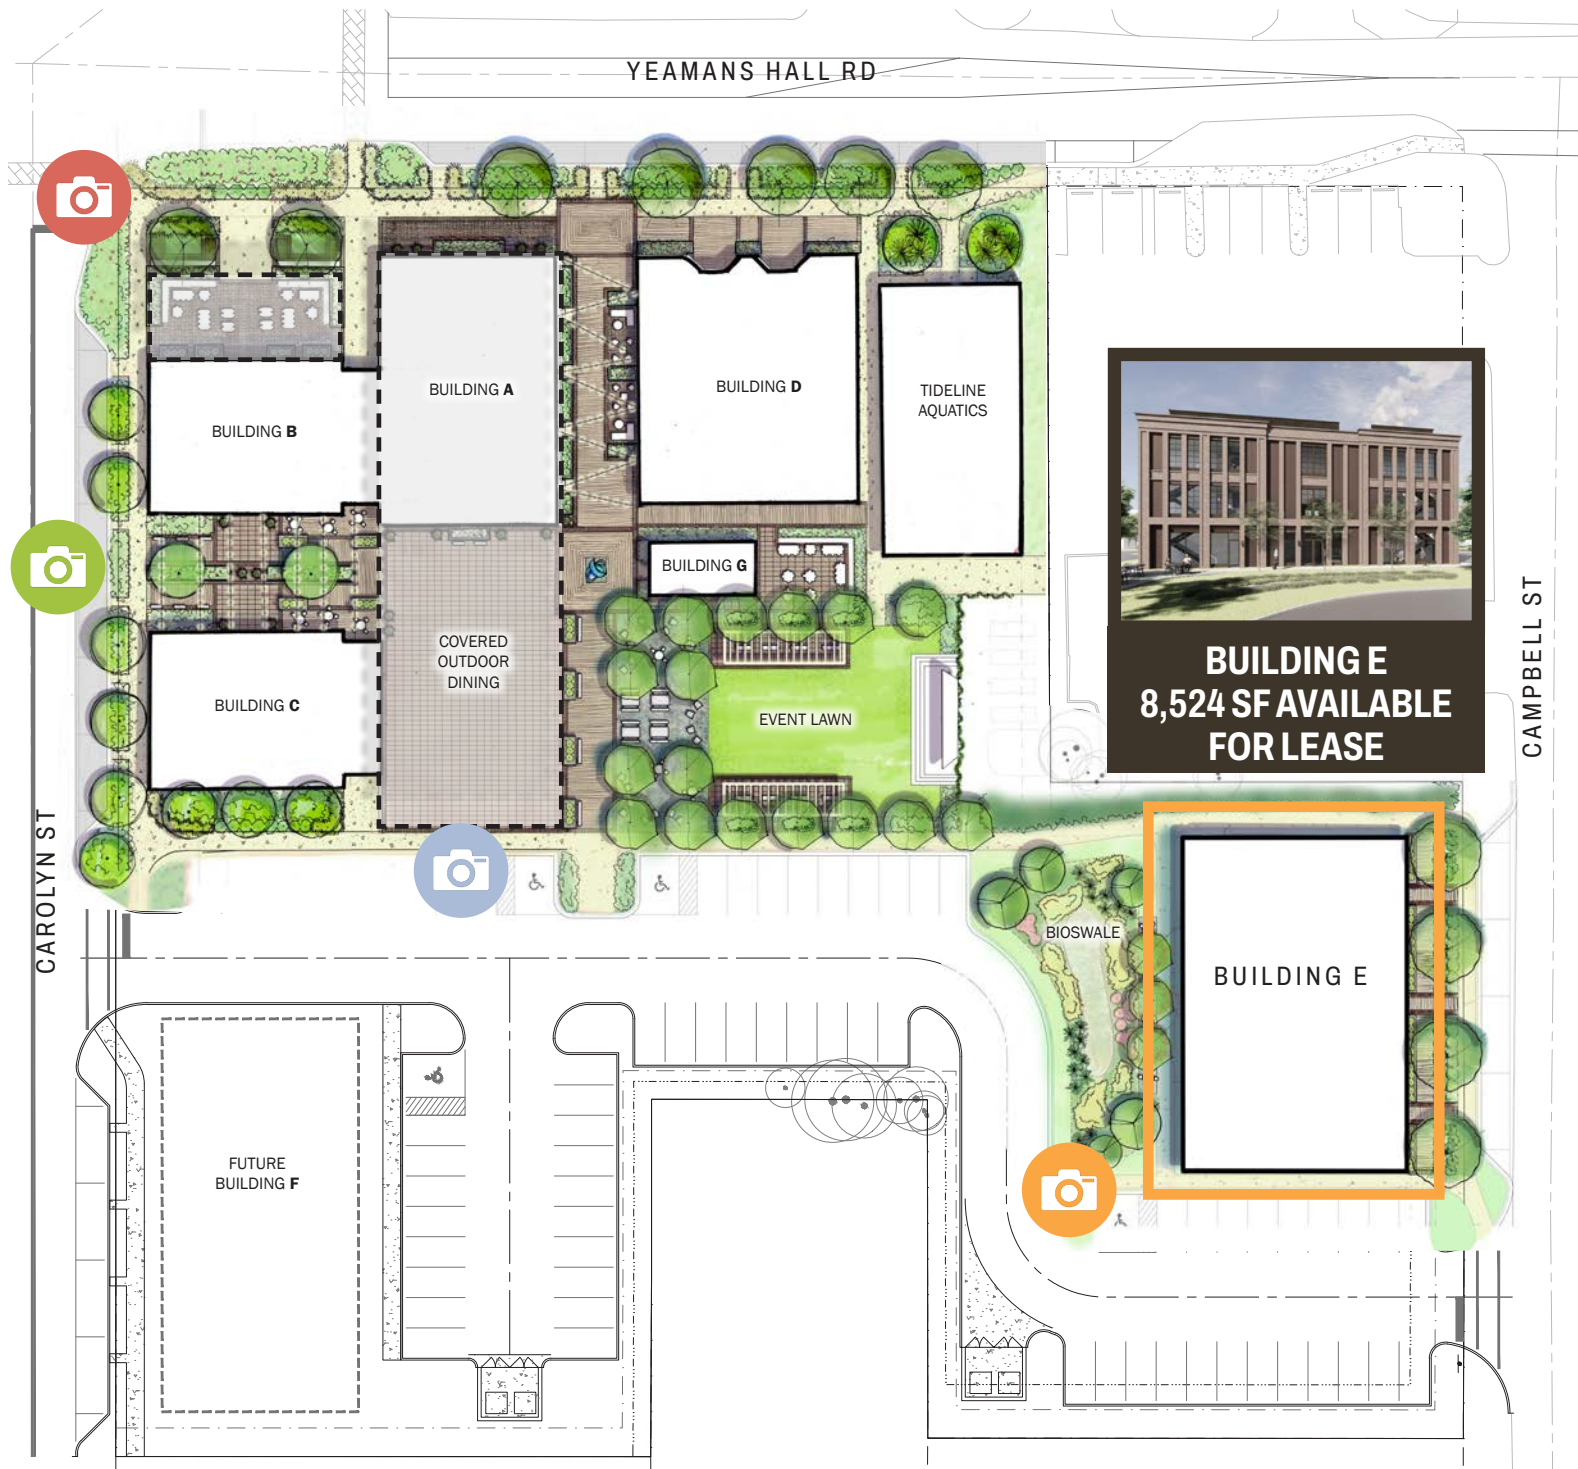 YEAMANS HALL RD
BUILDING A
BUILDING D
TIDELINE
AQUATICS
BUILDING B
BUILDING G
COVERED
OUTDOOR
DINING
BUILDING C
EVENT LAWN
BUILDING E
8,524 SF AVAILABLE
FOR LEASE
CAMPBELL ST
CAROLYN ST
BIOSWALE
BUILDING E
FUTURE
BUILDING F